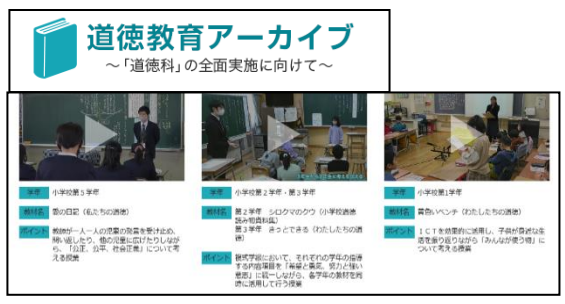 道徳教育アーカイブ
～「道徳科」の全面実施に向けて～
学年 小学校第5学年
教材名 雲の日記（私たちの道徳）
ポイント 教師が一人一人の児童の発言を受け止め、
問い返したり、他の児童に広げたりしなが
ら、「公正、公平、社会正義」について考
える授業
学年 小学校第2学年・第3学年
教材名 第2学年 シロクマのクウ（小学校道徳
読み物資料集）
第3学年 きっとできる（わたしたちの道
徳）
ポイント 複式学級において、それぞれの学年の指導
する内容項目を「希望と勇気、努力と強い
意志」に統一しながら、各学年の教材を同
時に活用して行う授業
学年 小学校第1学年
教材名 黄色いベンチ（わたしたちの道徳）
ポイント ICTを効果的に活用し、子供が身近な生
活を振り返りながら「みんなが使う物」に
ついて考える授業